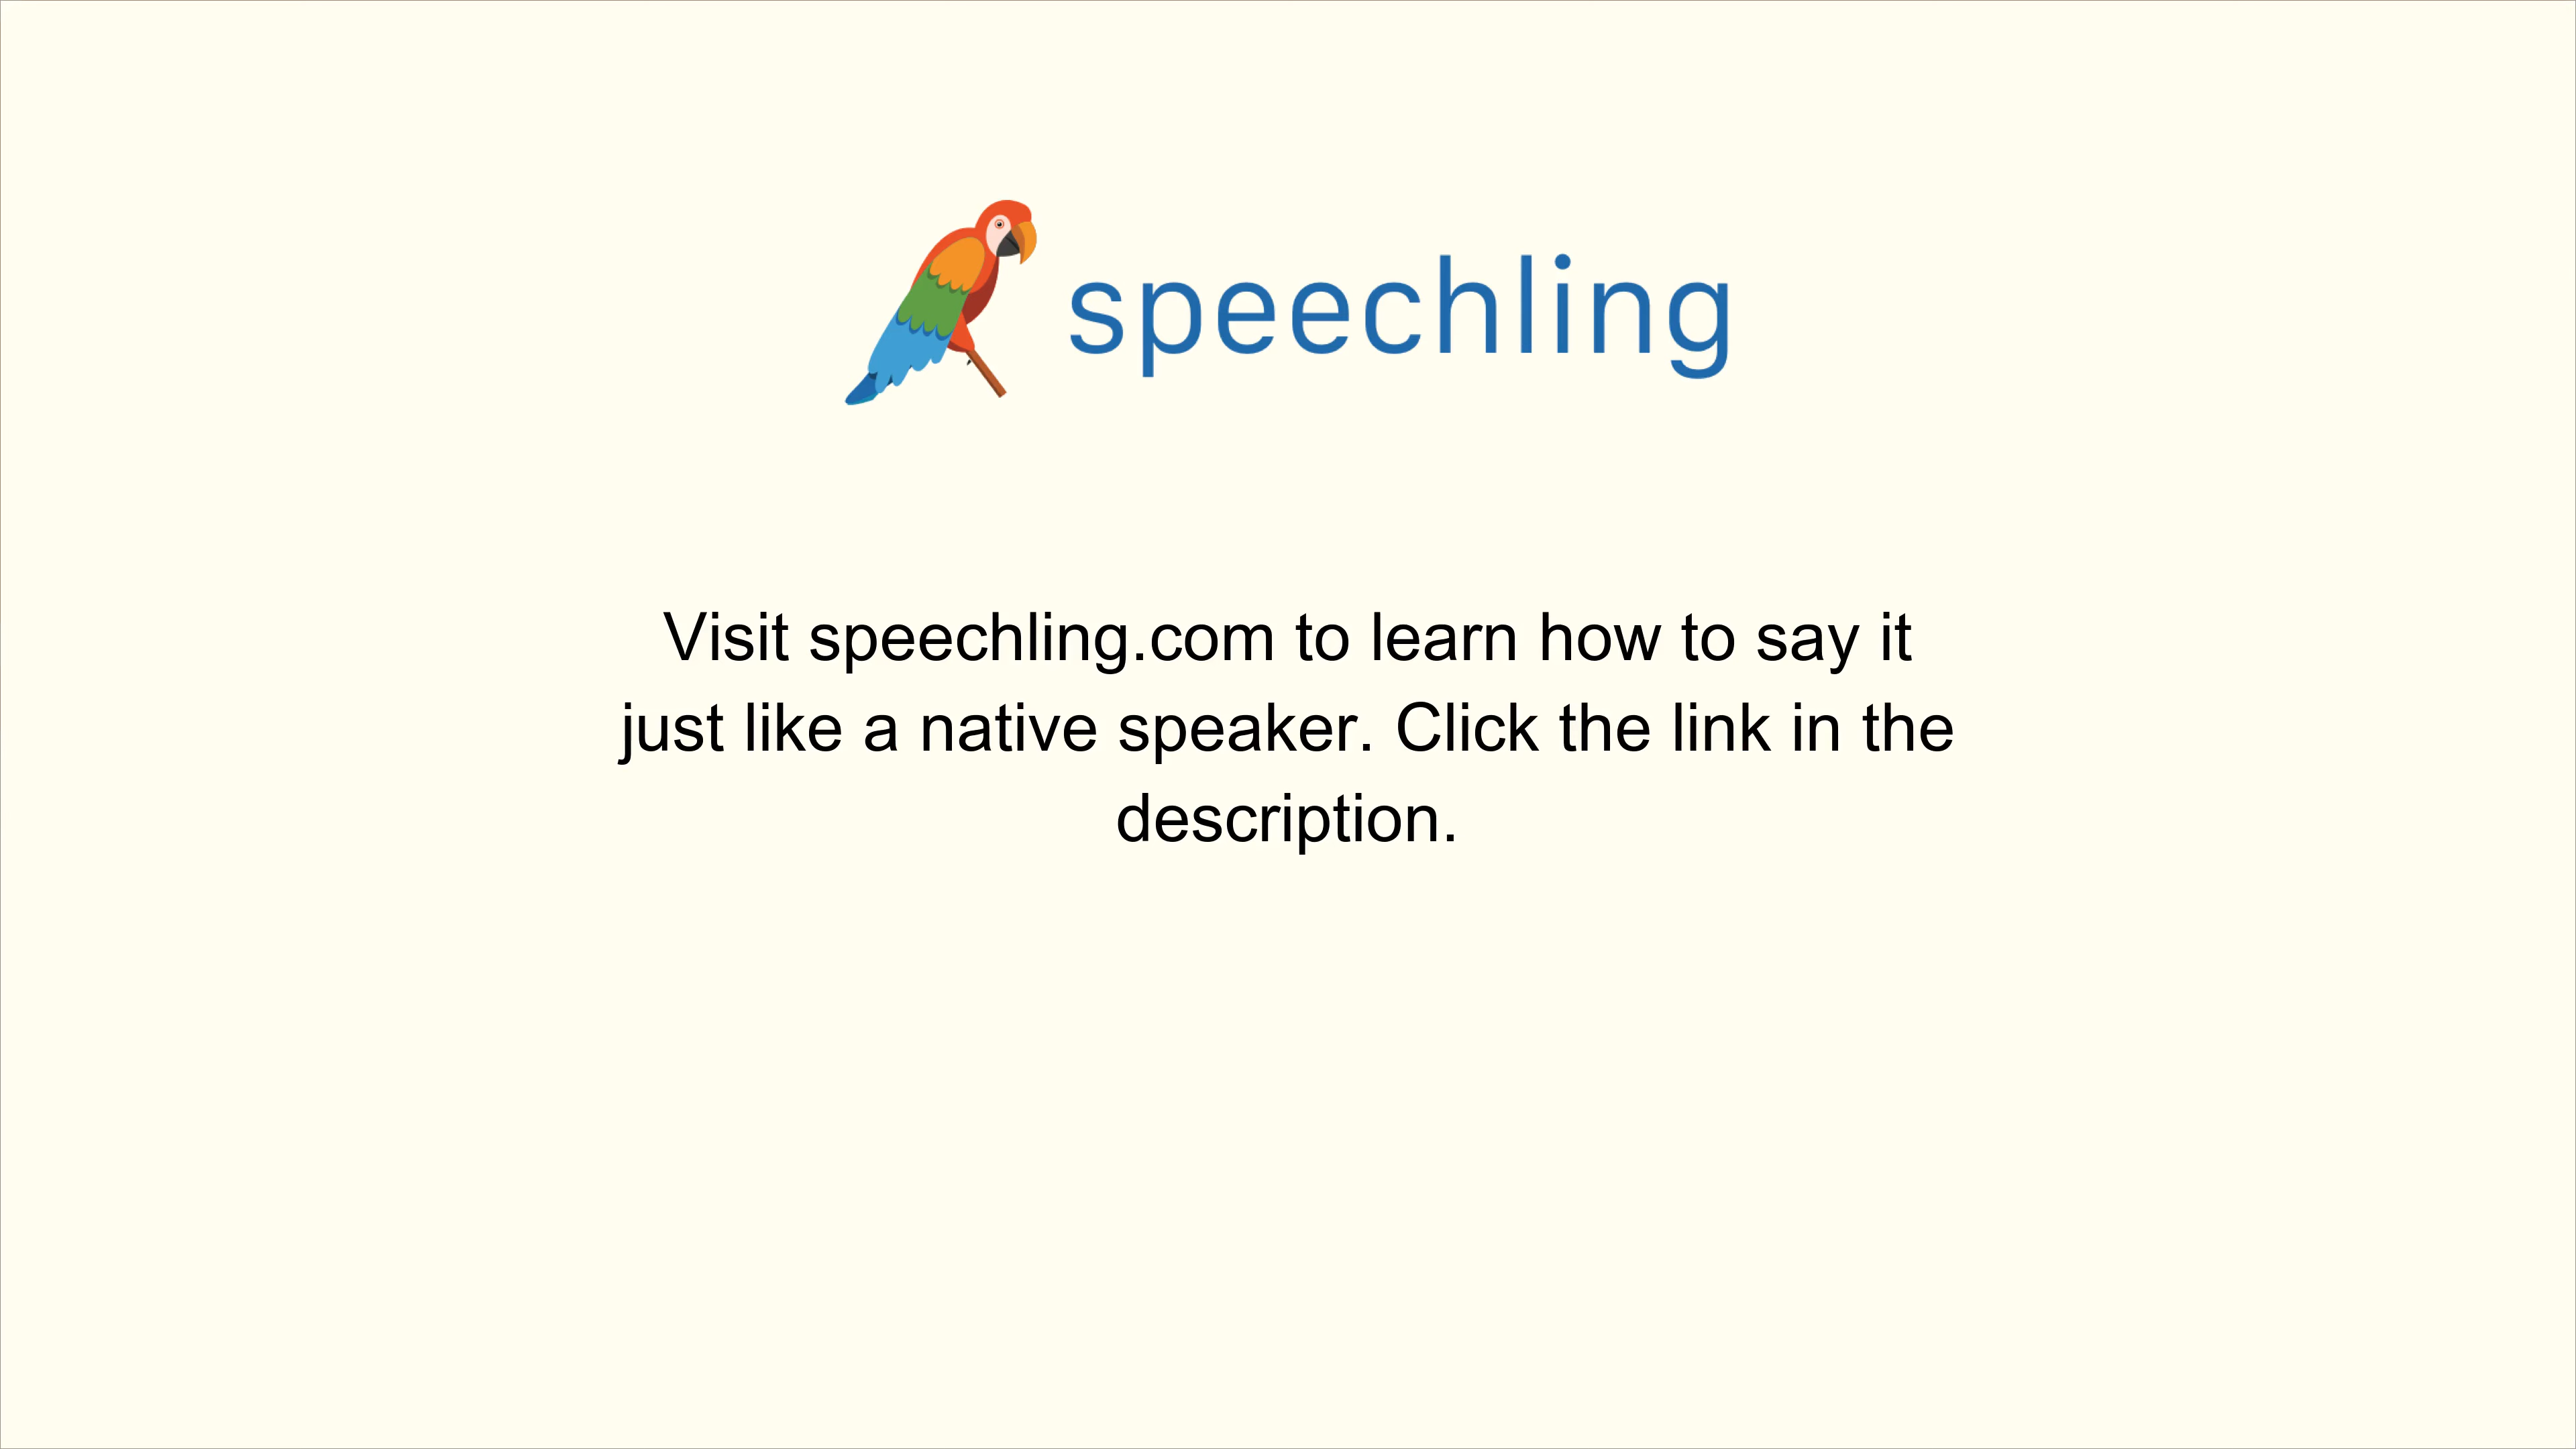 speechling
Visit speechling.com to learn how to say it
just like a native speaker. Click the link in the
description.